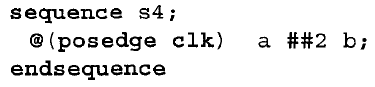 sequence s4;
@(posedge clk) a ##2 b;
endsequence